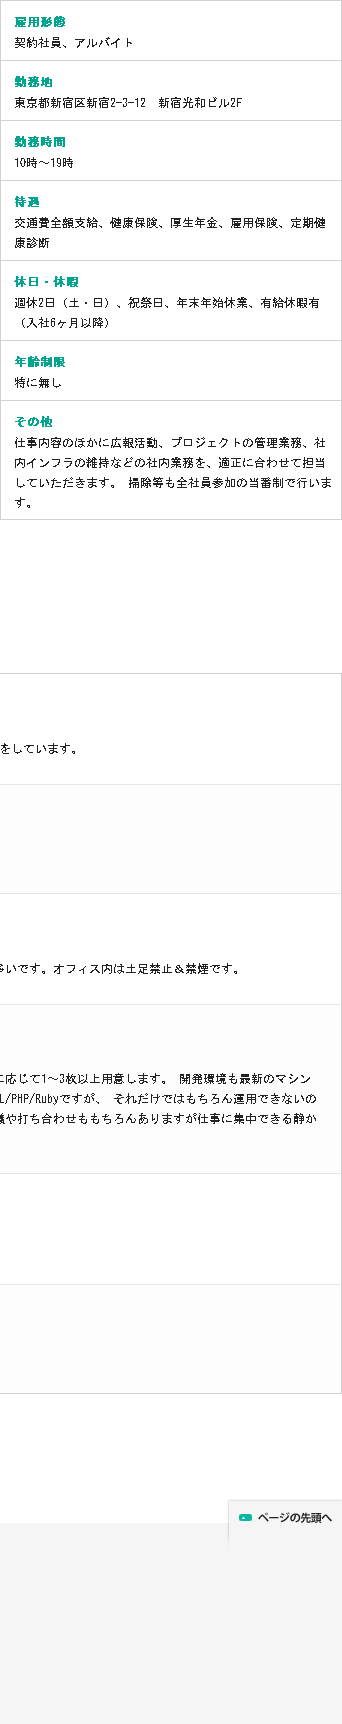 雇用形態
契約社員、アルバイト
勤務地
東京都新宿区新宿2-3-12　新宿光和ビル2F
勤務時間
10時～19時
待遇
交通費全額支給、健康保険、厚生年金、雇用保険、定期健
康診断
休日・休暇
週休2日（土・日）、祝祭日、年末年始休業、有給休暇有
（入社6ヶ月以降）
年齢制限
特に無し
その他
仕事内容のほかに広報活動、プロジェクトの管理業務、社
内インフラの維持などの社内業務を、適正に合わせて担当
していただきます。 掃除等も全社員参加の当番制で行いま
す。
をしています。
多いです。オフィス内は土足禁止＆禁煙です。
に応じて1～3枚以上用意します。 開発環境も最新のマシン
L/PHP/Rubyですが、 それだけではもちろん運用できないの
議や打ち合わせももちろんありますが仕事に集中できる静か
ページの先頭へ